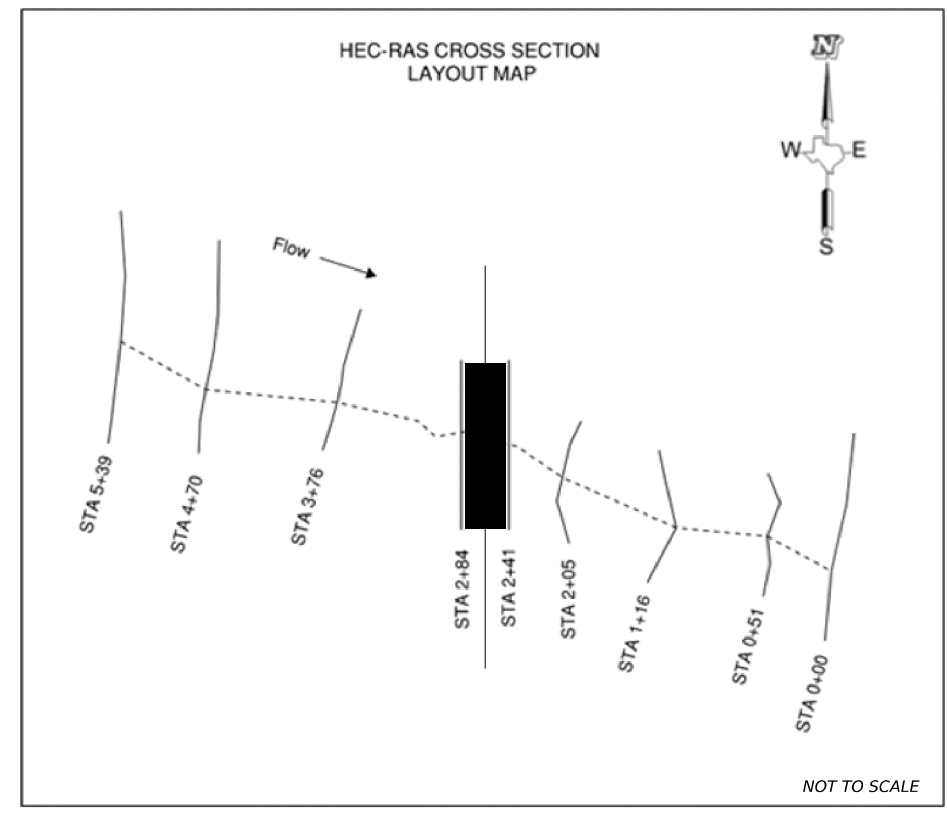 HEC-RAS CROSS SECTION
LAYOUT MAP
N
W E
S
Flow
STA 5+39
STA 4+70
STA 3+76
STA 2+84
STA 2+41
STA 2+05
STA 1+16
STA 0+51
STA 0+00
NOT TO SCALE